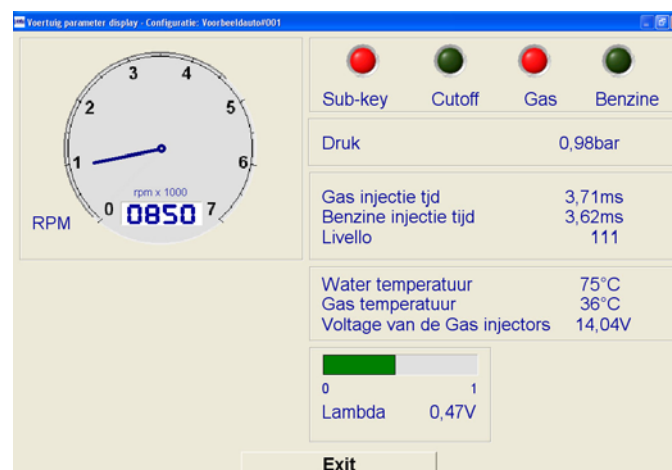 Voertuig parameter display - Configuratie: Voorbeeldauto#001
0 1 2 3 4 5 6 7
rpm x 1000
0850
RPM
Sub-key Cutoff Gas Benzine
Druk 0,98bar
Gas injectie tjd 3,71ms
Benzine injectie tijd 3,62ms
Livello 111
Water temperatuur 75°C
Gas temperatuur 36°C
Voltage van de Gas injectors 14,04V
0 1
Lambda 0,47V
Exit